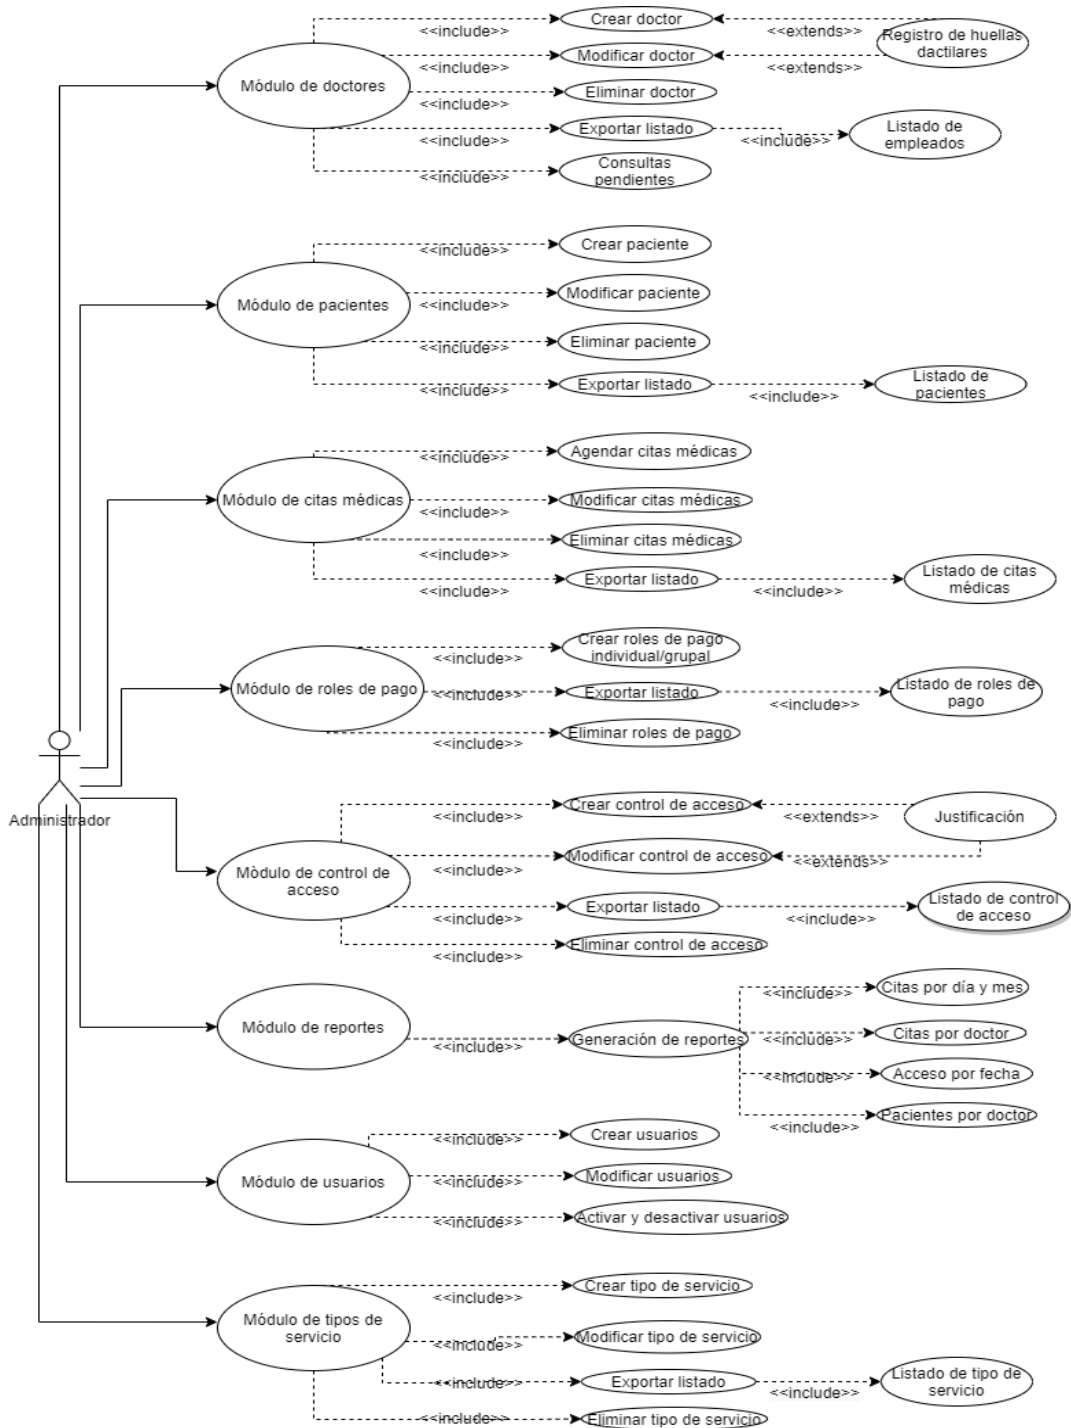 Crear doctor
<<include>>
<<extends>>
Registro de huellas
dactilares
Modificar doctor
<<include>>
<<extends>>
Módulo de doctores
Eliminar doctor
<<include>>
Exportar listado
<<include>>
<<include>>
Listado de
empleados
Consultas
pendientes
<<include>>
Crear paciente
<<include>>
Módulo de pacientes
Modificar paciente
<<include>>
Eliminar paciente
<<include>>
Exportar listado
<<include>>
<<include>>
Listado de
pacientes
Agendar citas médicas
<<include>>
Módulo de citas médicas
Modificar citas médicas
<<include>>
Eliminar citas médicas
<<include>>
Exportar listado
<<include>>
<<include>>
Listado de citas
médicas
Crear roles de pago
individual/grupal
<<include>>
Módulo de roles de pago
<<include>>
Exportar listado
<<include>>
Listado de roles de
pago
Eliminar roles de pago
<<include>>
Administrador
Crear control de acceso
<<include>>
<<extends>>
Justificación
Mòdulo de control de
acceso
Modificar control de acceso
<<include>>
<<extends>>
Exportar listado
<<include>>
<<include>>
Listado de control
de acceso
Eliminar control de acceso
<<include>>
Módulo de reportes
<<include>>
Generación de reportes
<<include>>
Citas por día y mes
<<include>>
Citas por doctor
<<include>>
Acceso por fecha
<<include>>
Pacientes por doctor
Crear usuarios
<<include>>
Módulo de usuarios
Modificar usuarios
<<include>>
Activar y desactivar usuarios
<<include>>
Crear tipo de servicio
<<include>>
Módulo de tipos de
servicio
Modificar tipo de servicio
<<include>>
Exportar listado
<<include>>
<<include>>
Listado de tipo de
servicio
Eliminar tipo de servicio
<<include>>